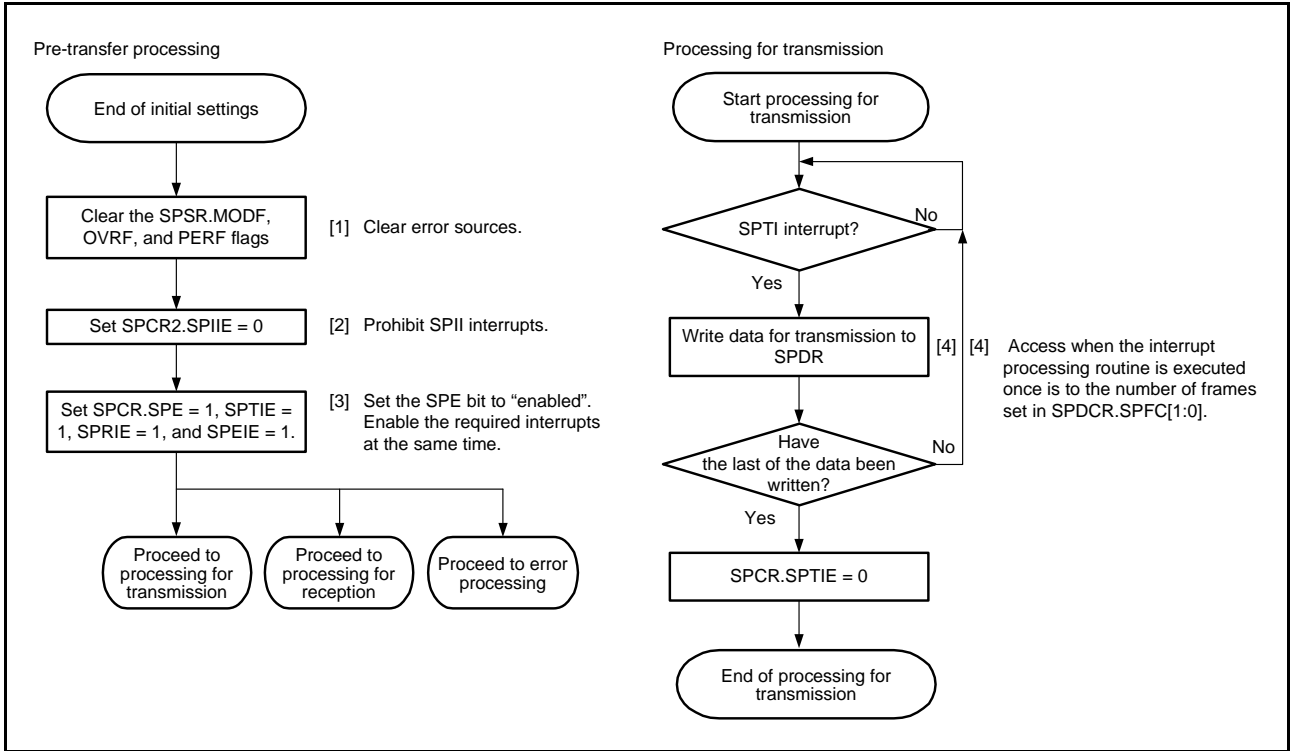 Pre-transfer processing
End of initial settings
Clear the SPSR.MODF,
OVRF, and PERF flags
[1] Clear error sources.
Set SPCR2.SPIIE = 0
[2] Prohibit SPII interrupts.
Set SPCR.SPE = 1, SPTIE =
1, SPRIE = 1, and SPEIE = 1.
[3] Set the SPE bit to “enabled”.
Enable the required interrupts
at the same time.
Proceed to
processing for
transmission
Proceed to
processing for
reception
Proceed to error
processing
Processing for transmission
Start processing for
transmission
SPTI interrupt?
No
Yes
Write data for transmission to
SPDR
[4]
[4] Access when the interrupt
processing routine is executed
once is to the number of frames
set in SPDCR.SPFC[1:0].
Have
the last of the data been
written?
No
Yes
SPCR.SPTIE = 0
End of processing for
transmission